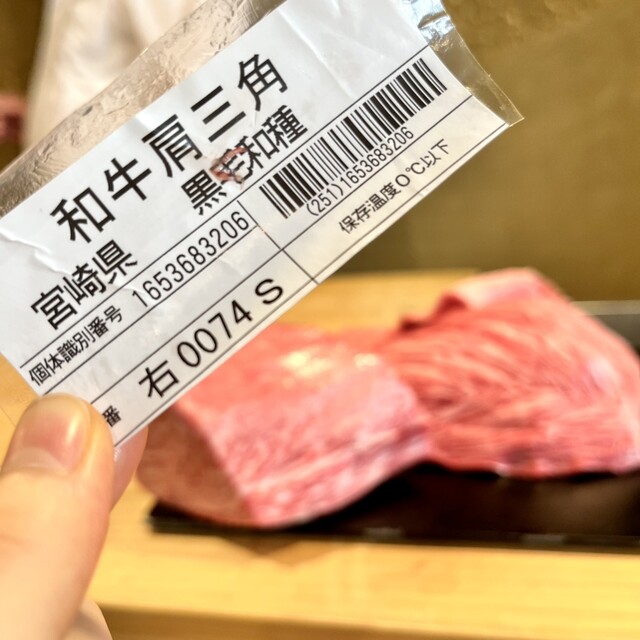 和牛肩三角
宮崎県 黒毛和種
個体識別番号 1653683206
(251)1653683206
保存温度0℃以下
番 右0074 S